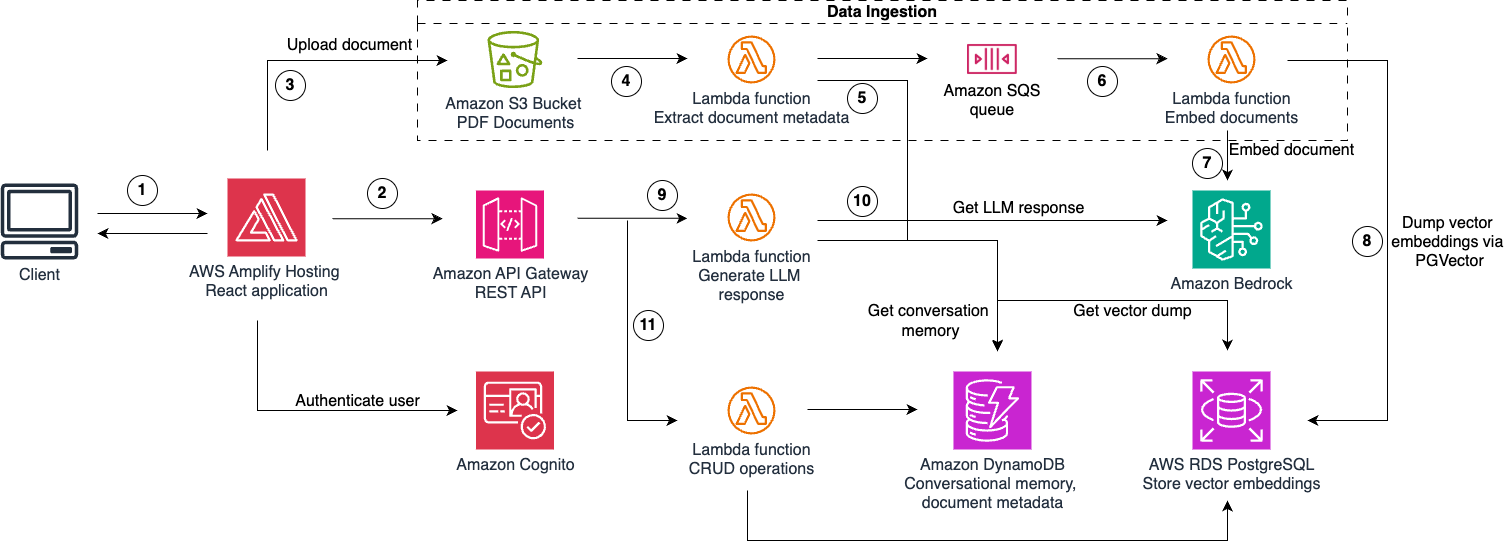 Data Ingestion
Upload document
3
4
5
6
Amazon S3 Bucket
PDF Documents
Lambda function
Extract document metadata
Amazon SQS
queue
Lambda function
Embed documents
7
Embed document
1
2
9
10
Get LLM response
8
Dump vector
embeddings via
PGVector
Client
AWS Amplify Hosting
React application
Amazon API Gateway
REST API
Lambda function
Generate LLM
response
Amazon Bedrock
11
Get conversation
memory
Get vector dump
Authenticate user
Amazon Cognito
Lambda function
CRUD operations
Amazon DynamoDB
Conversational memory,
document metadata
AWS RDS PostgreSQL
Store vector embeddings